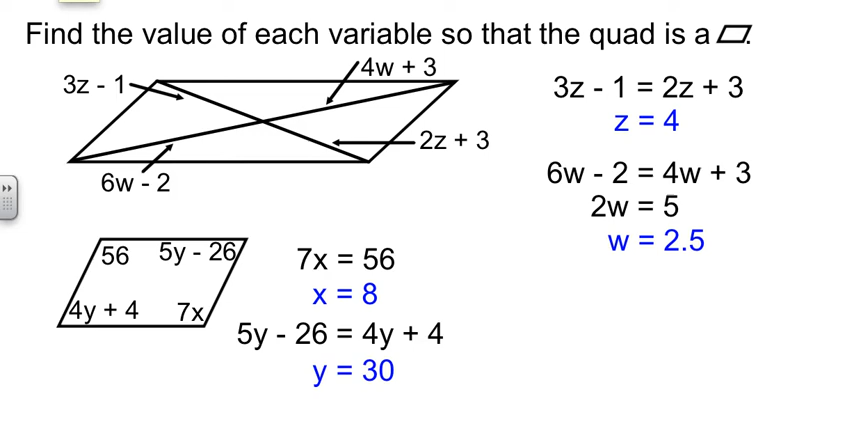 Find the value of each variable so that the quad is a ▱.
3z - 1
4w + 3
2z + 3
6w - 2
3z - 1 = 2z + 3
z = 4
6w - 2 = 4w + 3
2w = 5
w = 2.5
56 5y - 26
4y + 4 7x
7x = 56
x = 8
5y - 26 = 4y + 4
y = 30